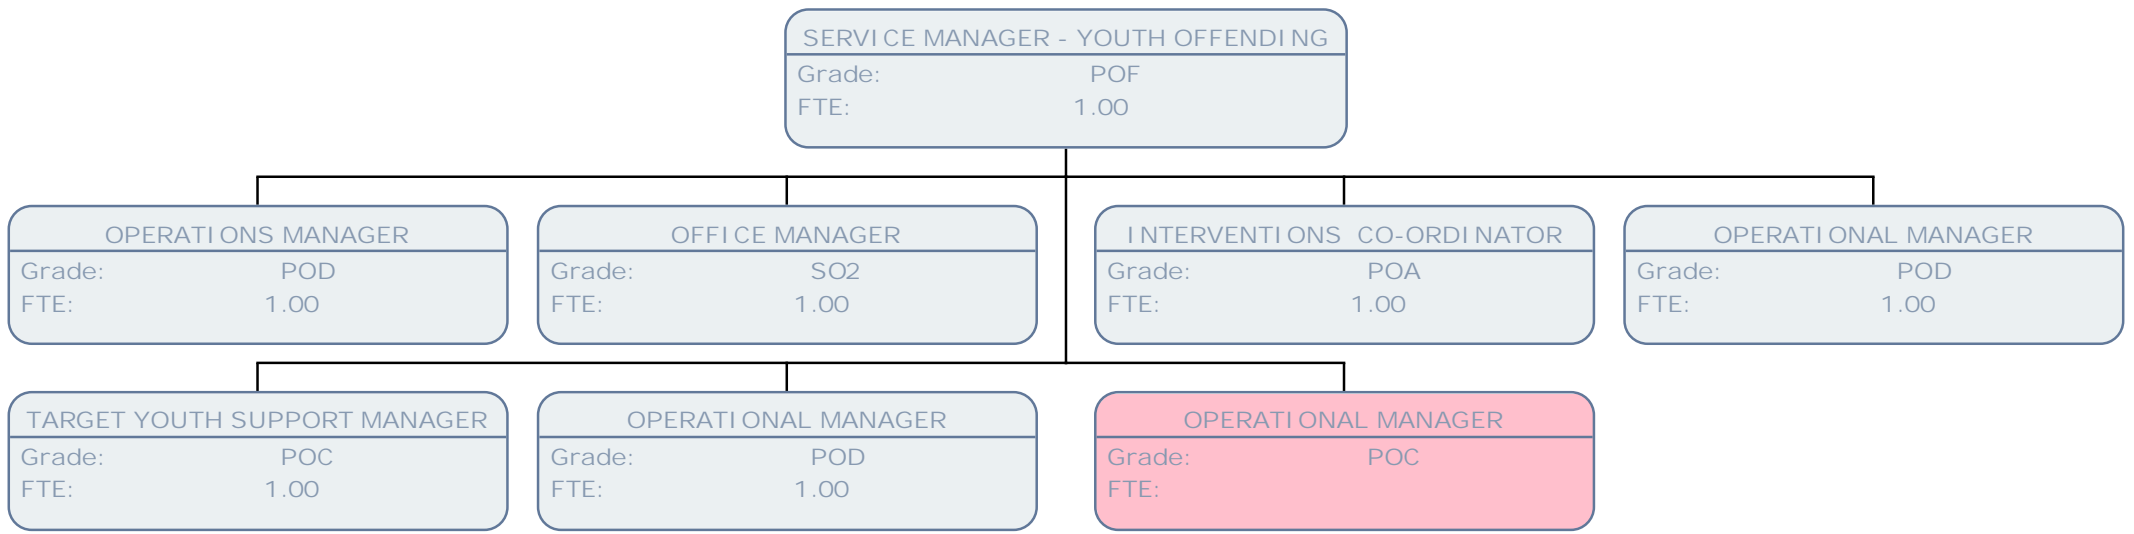 SERVICE MANAGER - YOUTH OFFENDING
Grade: POF
FTE: 1.00
OPERATIONS MANAGER
Grade: POD
FTE: 1.00
OFFICE MANAGER
Grade: SO2
FTE: 1.00
INTERVENTIONS CO-ORDINATOR
Grade: POA
FTE: 1.00
OPERATIONAL MANAGER
Grade: POD
FTE: 1.00
TARGET YOUTH SUPPORT MANAGER
Grade: POC
FTE: 1.00
OPERATIONAL MANAGER
Grade: POD
FTE: 1.00
OPERATIONAL MANAGER
Grade: POC
FTE: